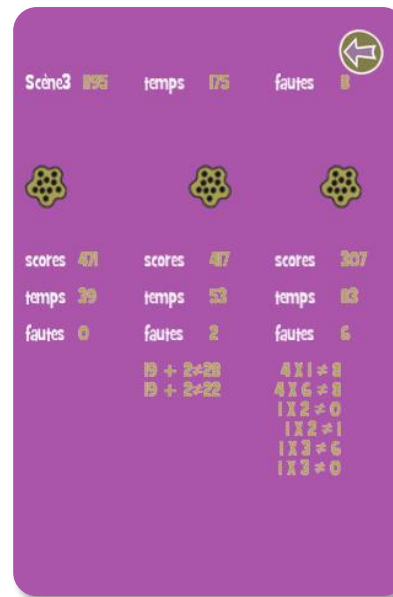 Scène3 1195 temps 175 fautes 8
scores 471 scores 417 scores 307
temps 39 temps 53 temps 83
fautes 0 fautes 2 fautes 6
19 + 2≠28 4 X 1 ≠ 8
19 + 2≠22 4 X 6 ≠ 8
1 X 2 ≠ 0
1 X 2 ≠ 1
1 X 3 ≠ 6
1 X 3 ≠ 0